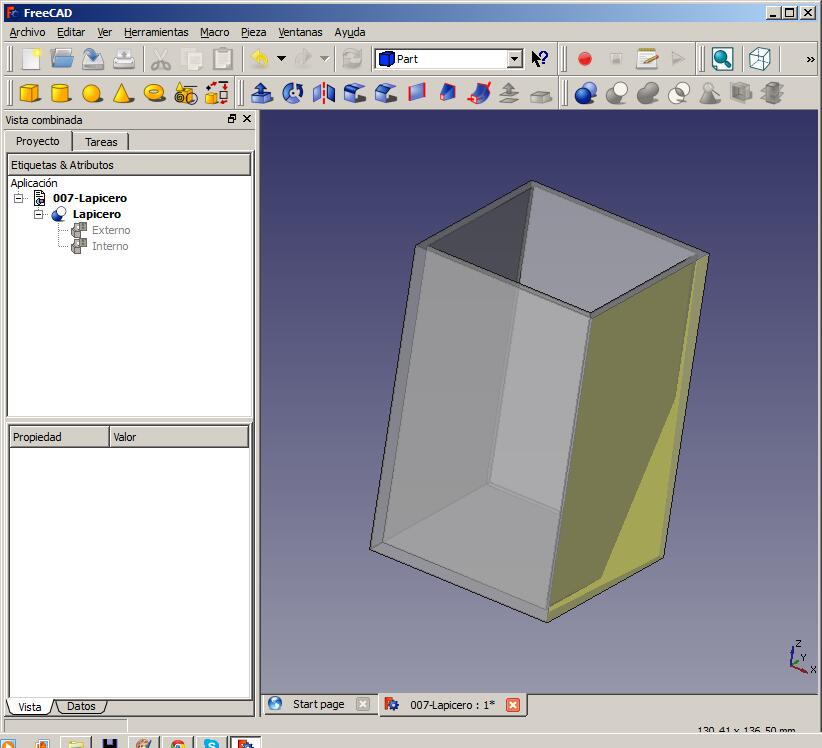 FreeCAD
Archivo Editar Ver Herramientas Macro Pieza Ventanas Ayuda
Part
»
Vista combinada
Proyecto Tareas
Etiquetas & Atributos
Aplicación
007-Lapicero
Lapicero
Externo
Interno
Propiedad Valor
Z
Y
X
Vista Datos
Start page 007-Lapicero : 1*
130.41 x 136.50 mm